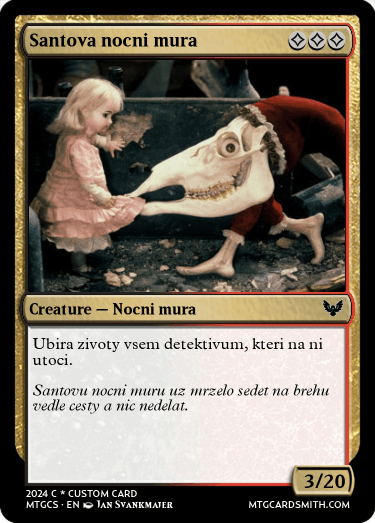 Santova nocni mura
Creature — Nocni mura
Ubira zivoty vsem detektivum, kteri na ni
utoci.
Santovu nocni muru uz mrzelo sedet na brehu
vedle cesty a nic nedelat.
3/20
2024 C * CUSTOM CARD
MTGCS • EN Jan Svankmajer
MTGCARDSMITH.COM